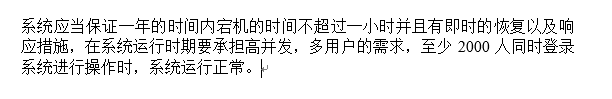 系统应当保证一年的时间内宕机的时间不超过一小时并且有即时的恢复以及响
应措施，在系统运行时期要承担高并发，多用户的需求，至少 2000 人同时登录
系统进行操作时，系统运行正常。